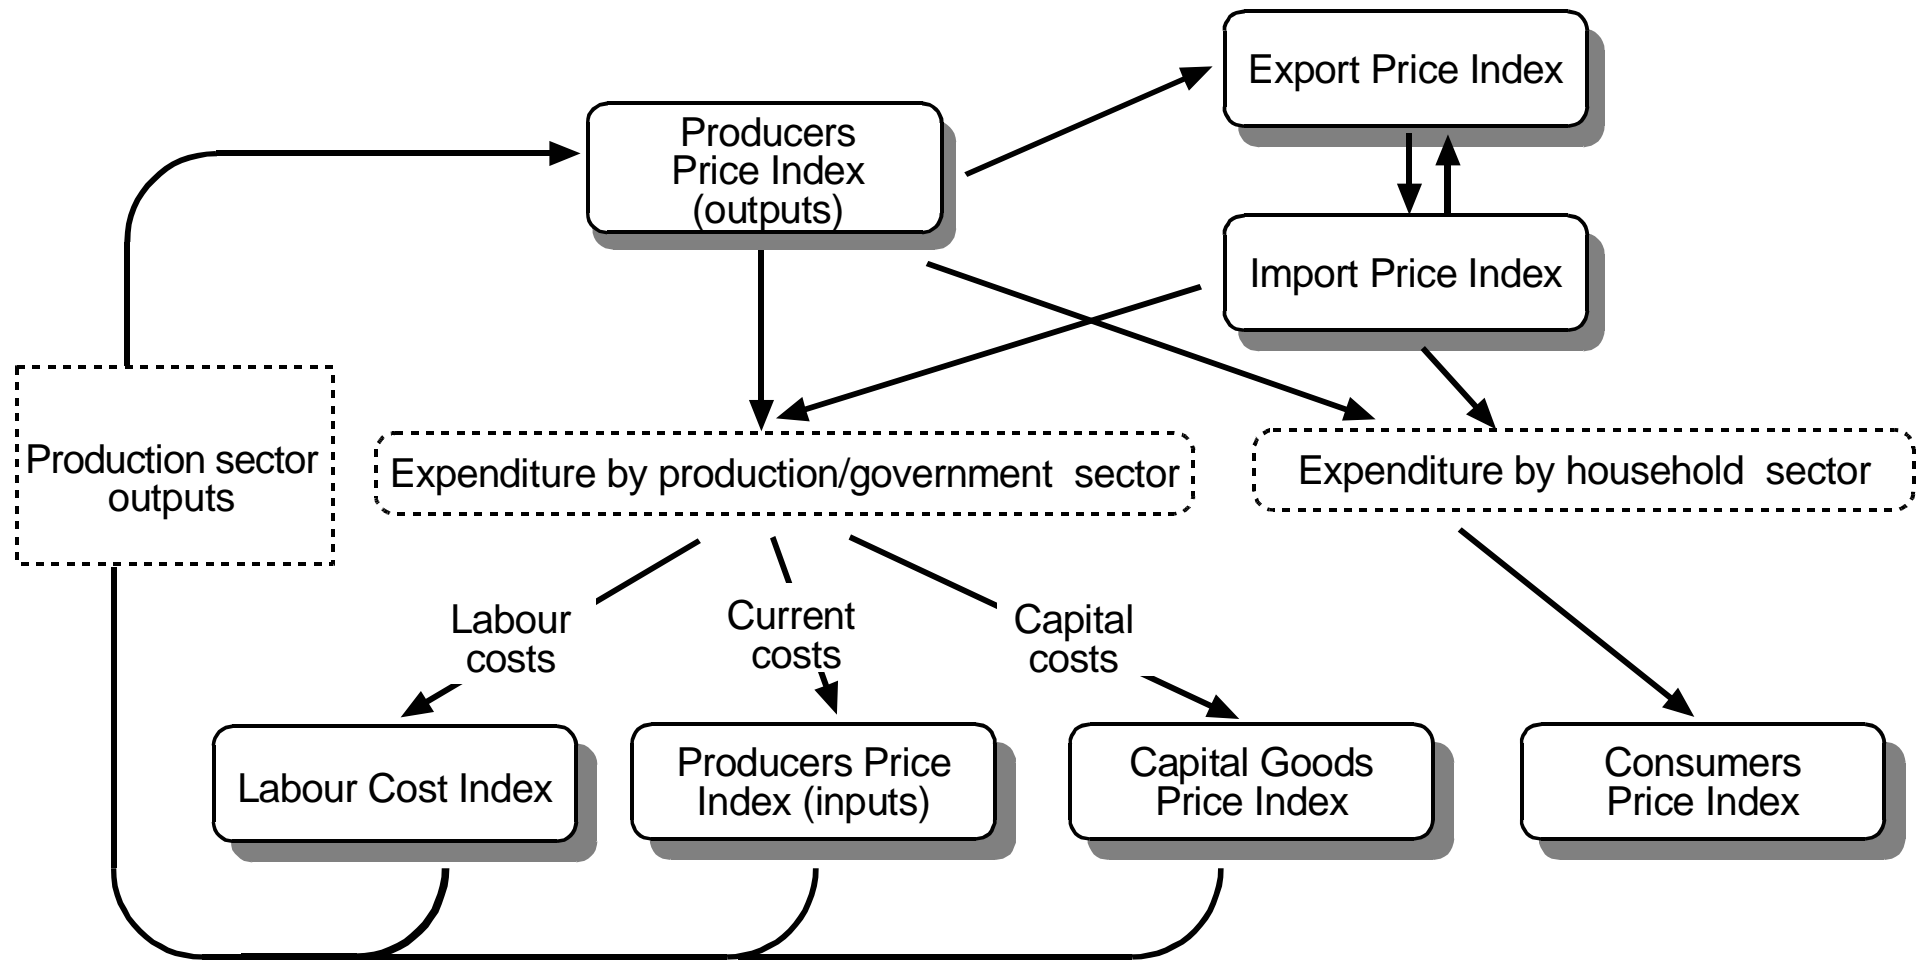 Export Price Index
Producers
Price Index
(outputs)
Import Price Index
Production sector
outputs
Expenditure by production/government sector
Expenditure by household sector
Labour
costs
Current
costs
Capital
costs
Labour Cost Index
Producers Price
Index (inputs)
Capital Goods
Price Index
Consumers
Price Index